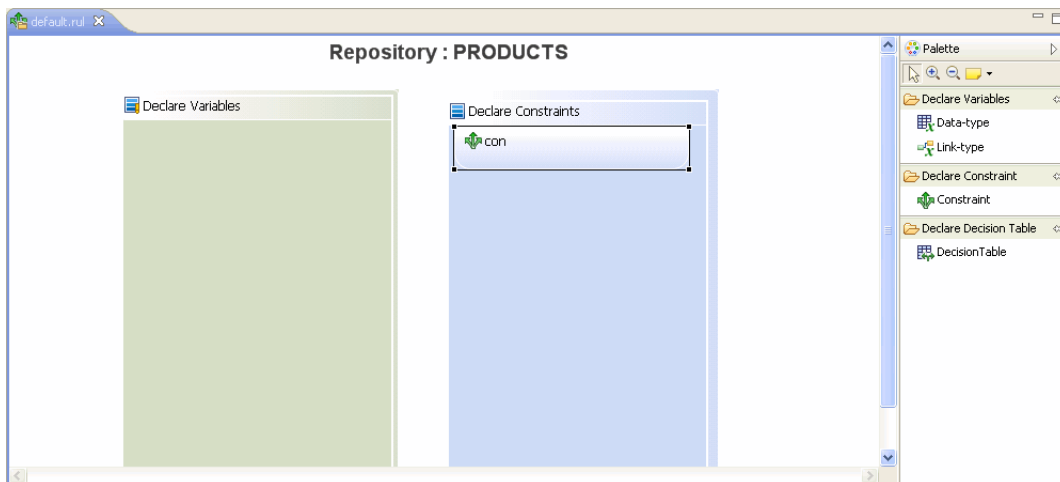 default.rul
Repository : PRODUCTS
Declare Variables
Declare Constraints
con
Palette
Declare Variables
Data-type
Link-type
Declare Constraint
Constraint
Declare Decision Table
DecisionTable